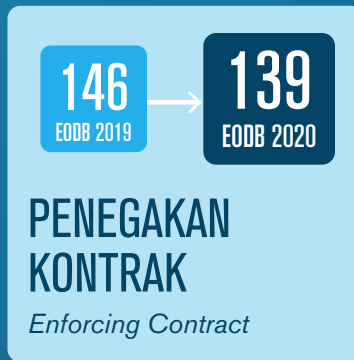 146
EODB 2019
139
EODB 2020
PENEGAKAN
KONTRAK
Enforcing Contract